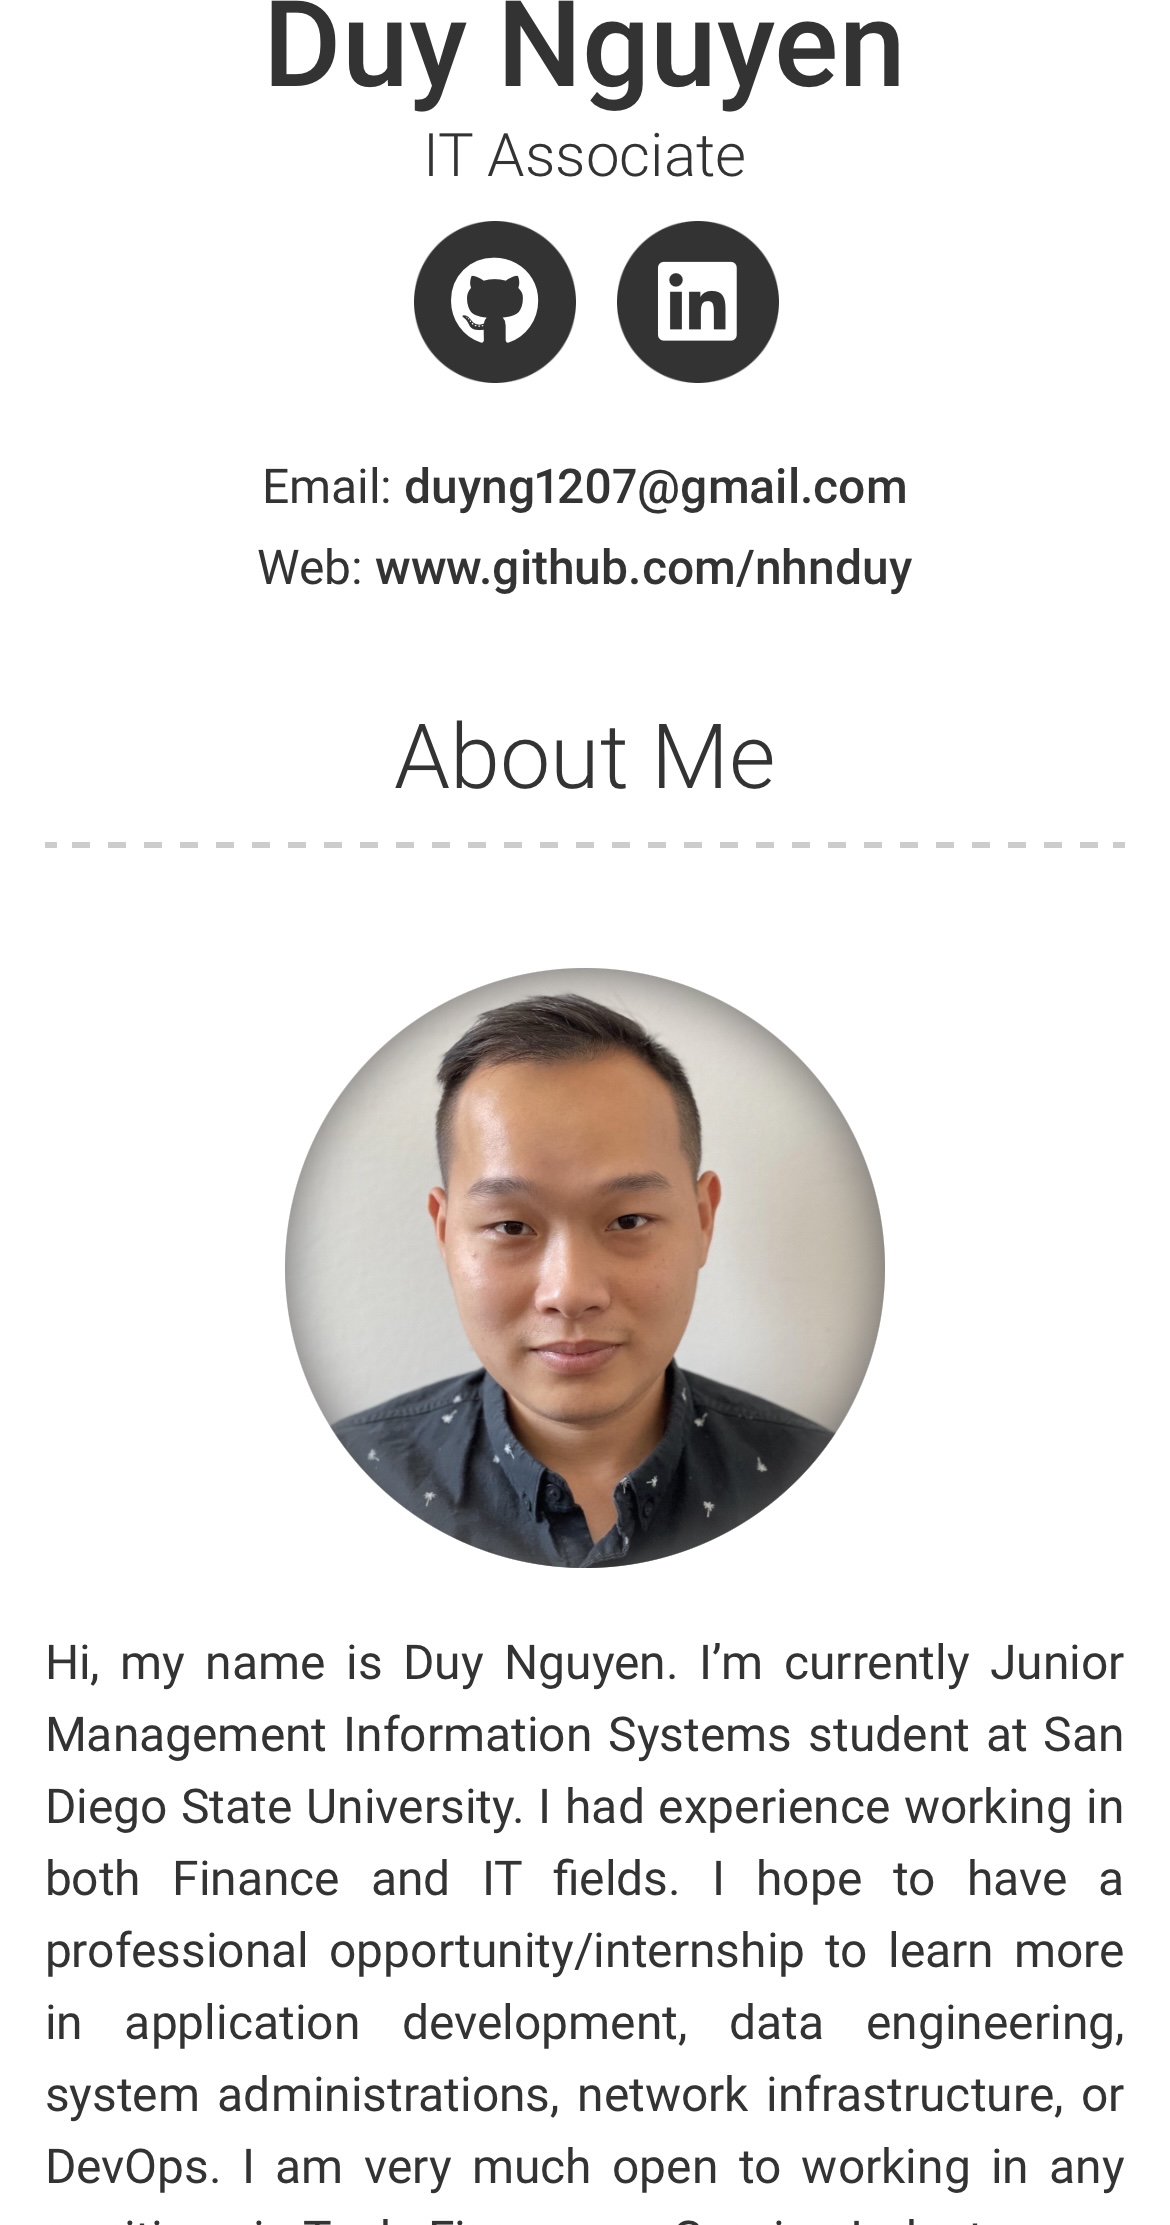 Duy Nguyen
IT Associate
in
Email: duyng1207@gmail.com
Web: www.github.com/nhnduy
About Me
Hi, my name is Duy Nguyen. I’m currently Junior
Management Information Systems student at San
Diego State University. I had experience working in
both Finance and IT fields. I hope to have a
professional opportunity/internship to learn more
in application development, data engineering,
system administrations, network infrastructure, or
DevOps. I am very much open to working in any